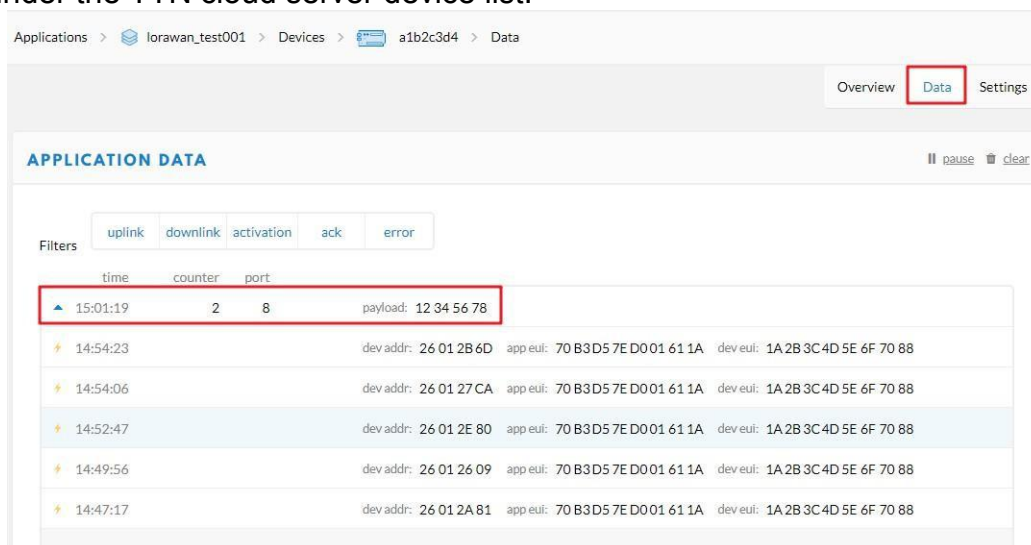 under the TTN cloud server device list.
Applications > lorawan_test001 > Devices > a1b2c3d4 > Data
Overview Data Settings
APPLICATION DATA
pause clear
Filters uplink downlink activation ack error
time counter port
15:01:19 2 8 payload: 12 34 56 78
14:54:23 dev addr: 26 01 2B 6D app eui: 70 B3 D5 7E D0 01 61 1A dev eui: 1A 2B 3C 4D 5E 6F 70 88
14:54:06 dev addr: 26 01 27 CA app eui: 70 B3 D5 7E D0 01 61 1A dev eui: 1A 2B 3C 4D 5E 6F 70 88
14:52:47 dev addr: 26 01 2E 80 app eui: 70 B3 D5 7E D0 01 61 1A dev eui: 1A 2B 3C 4D 5E 6F 70 88
14:49:56 dev addr: 26 01 26 09 app eui: 70 B3 D5 7E D0 01 61 1A dev eui: 1A 2B 3C 4D 5E 6F 70 88
14:47:17 dev addr: 26 01 2A 81 app eui: 70 B3 D5 7E D0 01 61 1A dev eui: 1A 2B 3C 4D 5E 6F 70 88